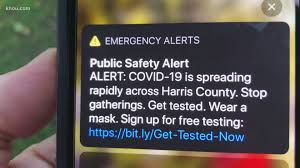 khou.com
EMERGENCY ALERTS
Public Safety Alert
ALERT: COVID-19 is spreading
rapidly across Harris County. Stop
gatherings. Get tested. Wear a
mask. Sign up for free testing:
https://bit.ly/Get-Tested-Now